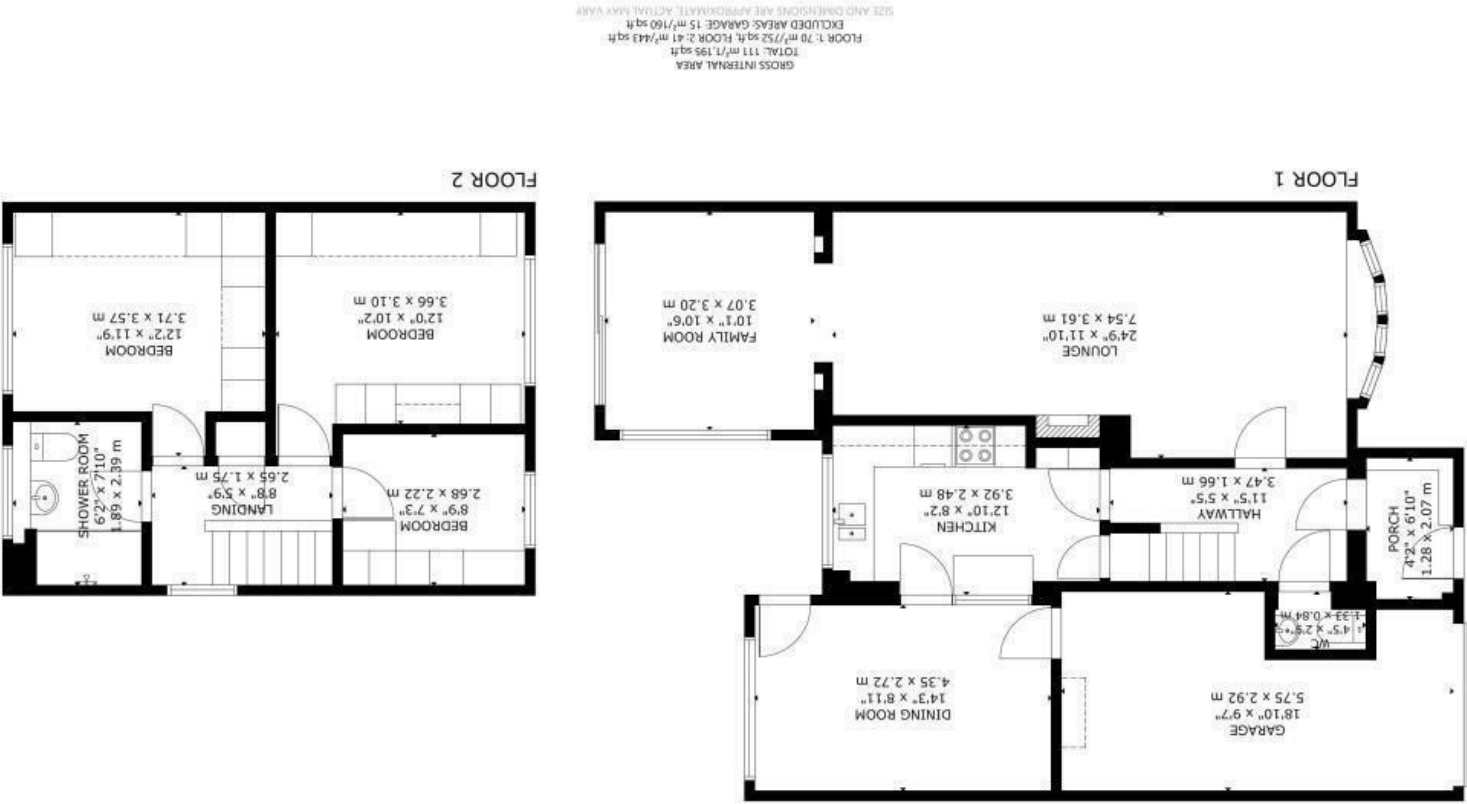 GROSS INTERNAL AREA
TOTAL: 111 m²/1,195 sq.ft
FLOOR 1: 70 m²/752 sq.ft, FLOOR 2: 41 m²/443 sq.ft
EXCLUDED AREAS: GARAGE: 15 m²/160 sq.ft
SIZE AND DIMENSIONS ARE APPROXIMATE, ACTUAL MAY VARY
FLOOR 1
GARAGE
18'10" x 9'7"
5.75 x 2.92 m
DINING ROOM
14'3" x 8'11"
4.35 x 2.72 m
WC
4'5" x 2'9"
1.33 x 0.84 m
PORCH
4'2" x 6'10"
1.28 x 2.07 m
HALLWAY
11'5" x 5'5"
3.47 x 1.66 m
KITCHEN
12'10" x 8'2"
3.92 x 2.48 m
LOUNGE
24'9" x 11'10"
7.54 x 3.61 m
FAMILY ROOM
10'1" x 10'6"
3.07 x 3.20 m
FLOOR 2
BEDROOM
8'9" x 7'3"
2.68 x 2.22 m
LANDING
8'8" x 5'9"
2.65 x 1.75 m
SHOWER ROOM
6'2" x 7'10"
1.89 x 2.39 m
BEDROOM
12'0" x 10'2"
3.66 x 3.10 m
BEDROOM
12'2" x 11'9"
3.71 x 3.57 m